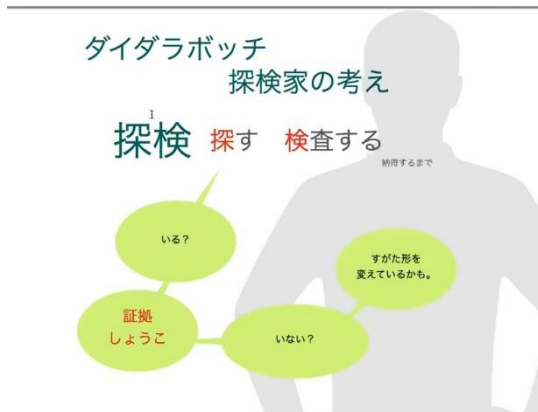 ダイダラボッチ
探検家の考え
探検 探す 検査する
納得するまで
いる？
すがた形を
変えているかも。
証拠
しょうこ
いない？